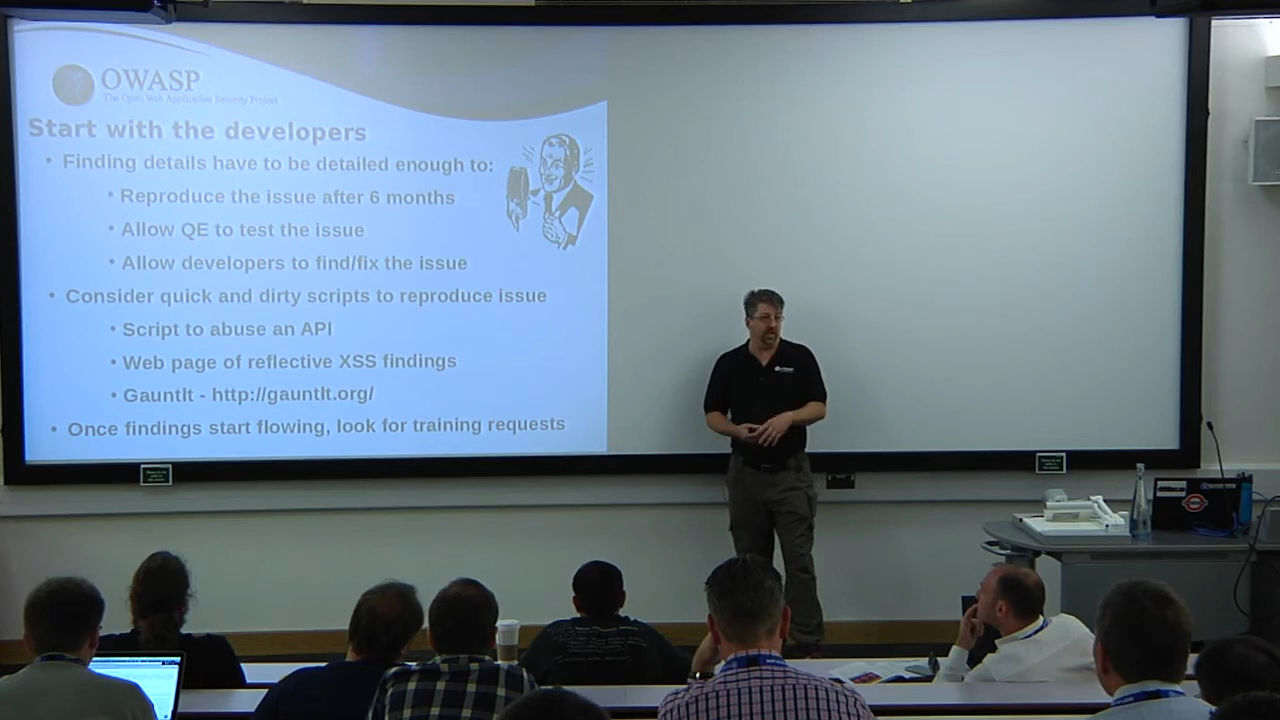 OWASP
The Open Web Application Security Project
Start with the developers
• Finding details have to be detailed enough to:
• Reproduce the issue after 6 months
• Allow QE to test the issue
• Allow developers to find/fix the issue
• Consider quick and dirty scripts to reproduce issue
• Script to abuse an API
• Web page of reflective XSS findings
• Gauntlt - http://gauntlt.org/
• Once findings start flowing, look for training requests